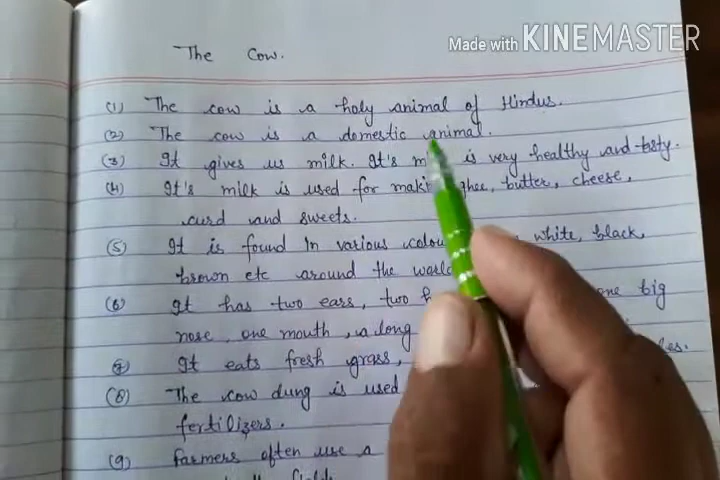 Made with KINEMASTER
The Cow.
(1) The cow is a holy animal of Hindus.
(2) The cow is a domestic animal.
(3) It gives us milk. It's is very healthy and tasty.
(4) It's milk is used for butter, cheese,
curd and sweets.
(5) It is found In various white, black,
brown etc around the
(6) It has two ears, two one big
nose, one mouth, a long
(7) It eats fresh grass,
(8) The cow dung is used
fertilizers.
(9) Farmers often use a